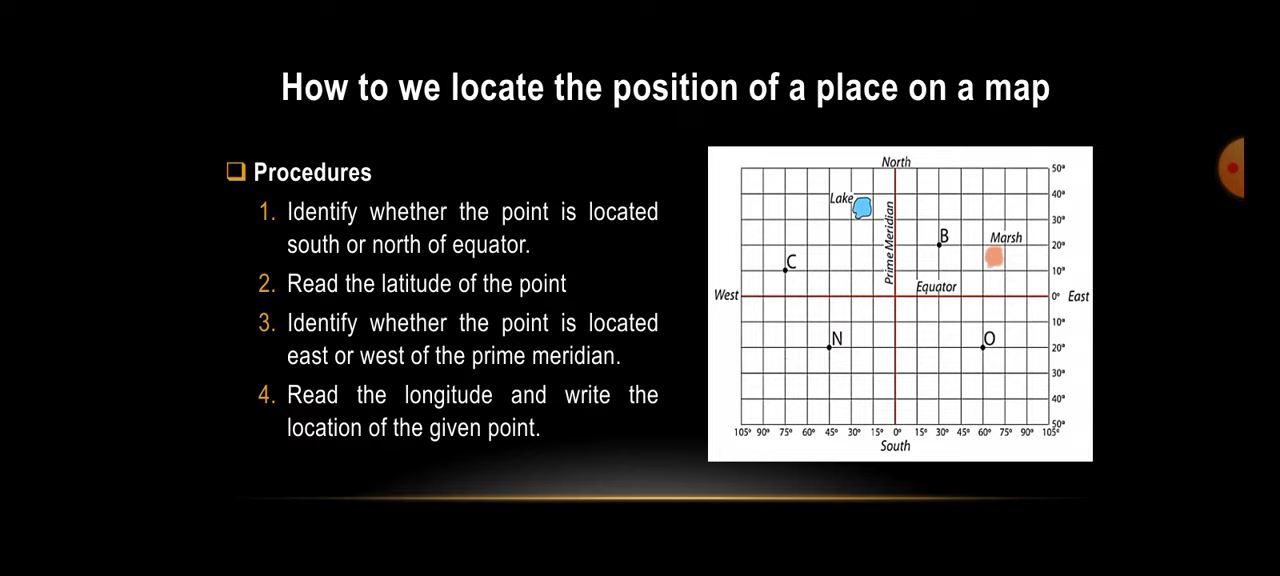 How to we locate the position of a place on a map
Procedures
1. Identify whether the point is located
south or north of equator.
2. Read the latitude of the point
3. Identify whether the point is located
east or west of the prime meridian.
4. Read the longitude and write the
location of the given point.
North
50°
Lake
40°
30°
Prime Meridian
B
Marsh
20°
C
10°
West
Equator
0°
East
10°
N
O
20°
30°
40°
50°
105° 90° 75° 60° 45° 30° 15° 0° 15° 30° 45° 60° 75° 90° 105°
South